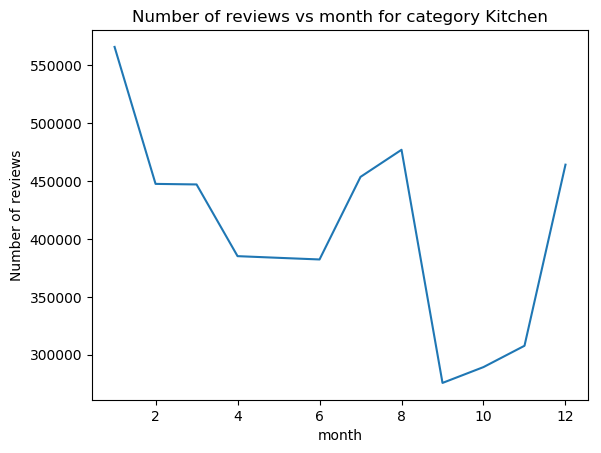 Number of reviews vs month for category Kitchen
550000
500000
450000
400000
350000
300000
Number of reviews
2 4 6 8 10 12
month